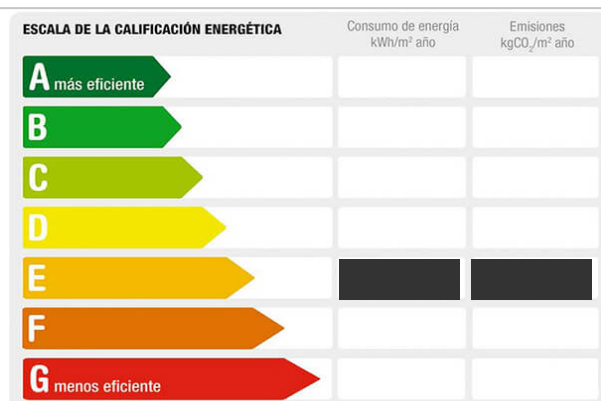 ESCALA DE LA CALIFICACIÓN ENERGÉTICA
Consumo de energía
kWh/m² año
Emisiones
kgCO₂/m² año
A más eficiente
B
C
D
E
F
G menos eficiente